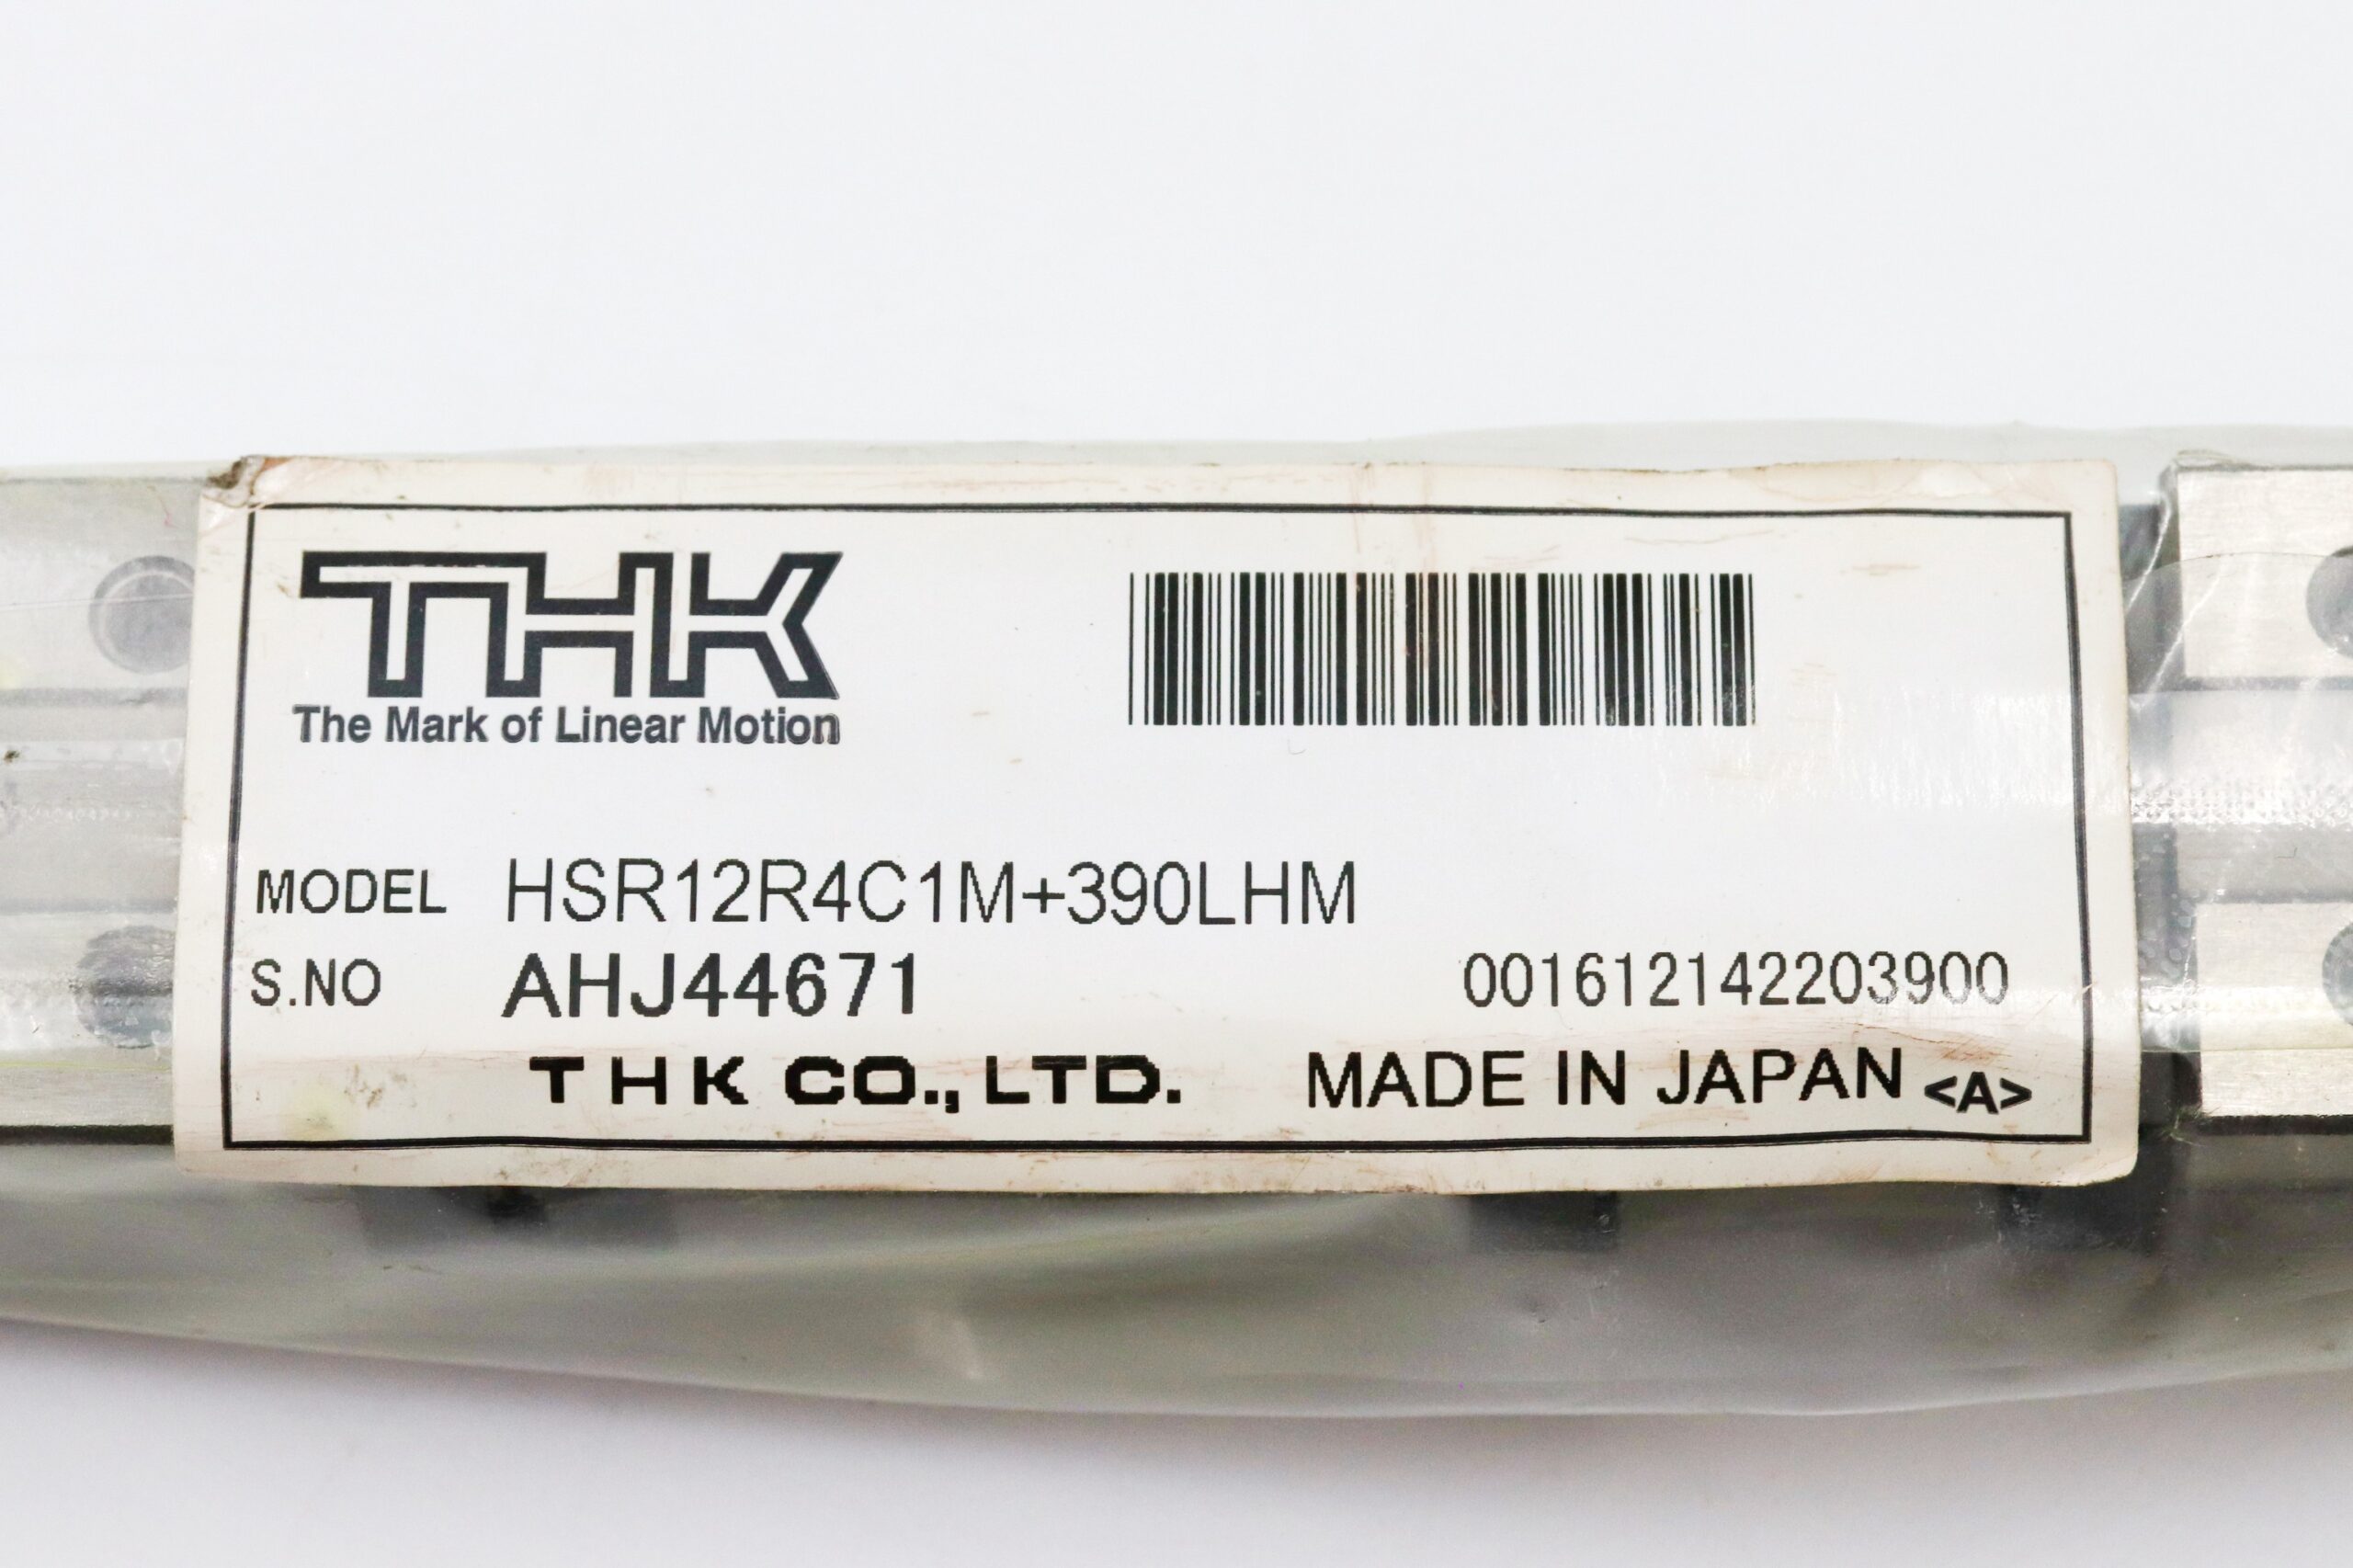 THK
The Mark of Linear Motion
MODEL HSR12R4C1M+390LHM
S.NO AHJ44671 001612142203900
THK CO., LTD. MADE IN JAPAN <A>